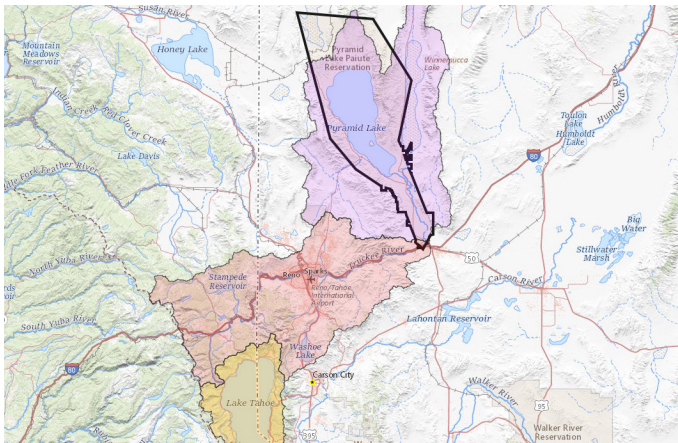 Susan River
Honey Lake
Mountain
Meadows
Reservoir
Pyramid
Lake Paiute
Reservation
Winnemucca
Lake
Indian Creek
Red Clover Creek
Lake Davis
Pyramid Lake
Toulon
Lake
Humboldt
Lake
Humboldt
River
80
Middle Fork Feather River
North Yuba River
Stampede
Reservoir
Reno
Sparks
Truckee River
Reno/Tahoe
International
Airport
50
Big
Water
Stillwater
Marsh
Carson River
Lahontan Reservoir
South Yuba River
80
Washoe
Lake
Carson City
Lake Tahoe
395
Walker River
95
Walker River
Reservation